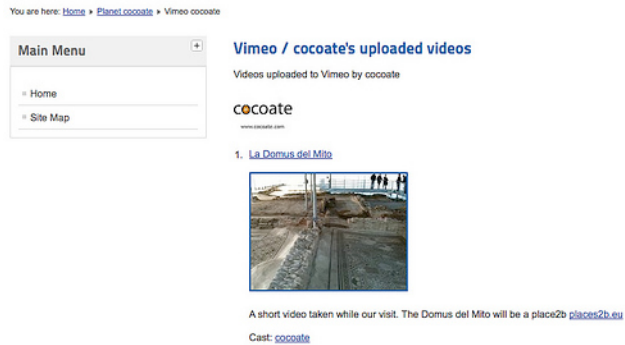 You are here: Home ▸ Planet cocoate ▸ Vimeo cocoate
Main Menu
Home
Site Map
Vimeo / cocoate's uploaded videos
Videos uploaded to Vimeo by cocoate
cocoate
www.cocoate.com
1. La Domus del Mito
A short video taken while our visit. The Domus del Mito will be a place2b places2b.eu
Cast: cocoate